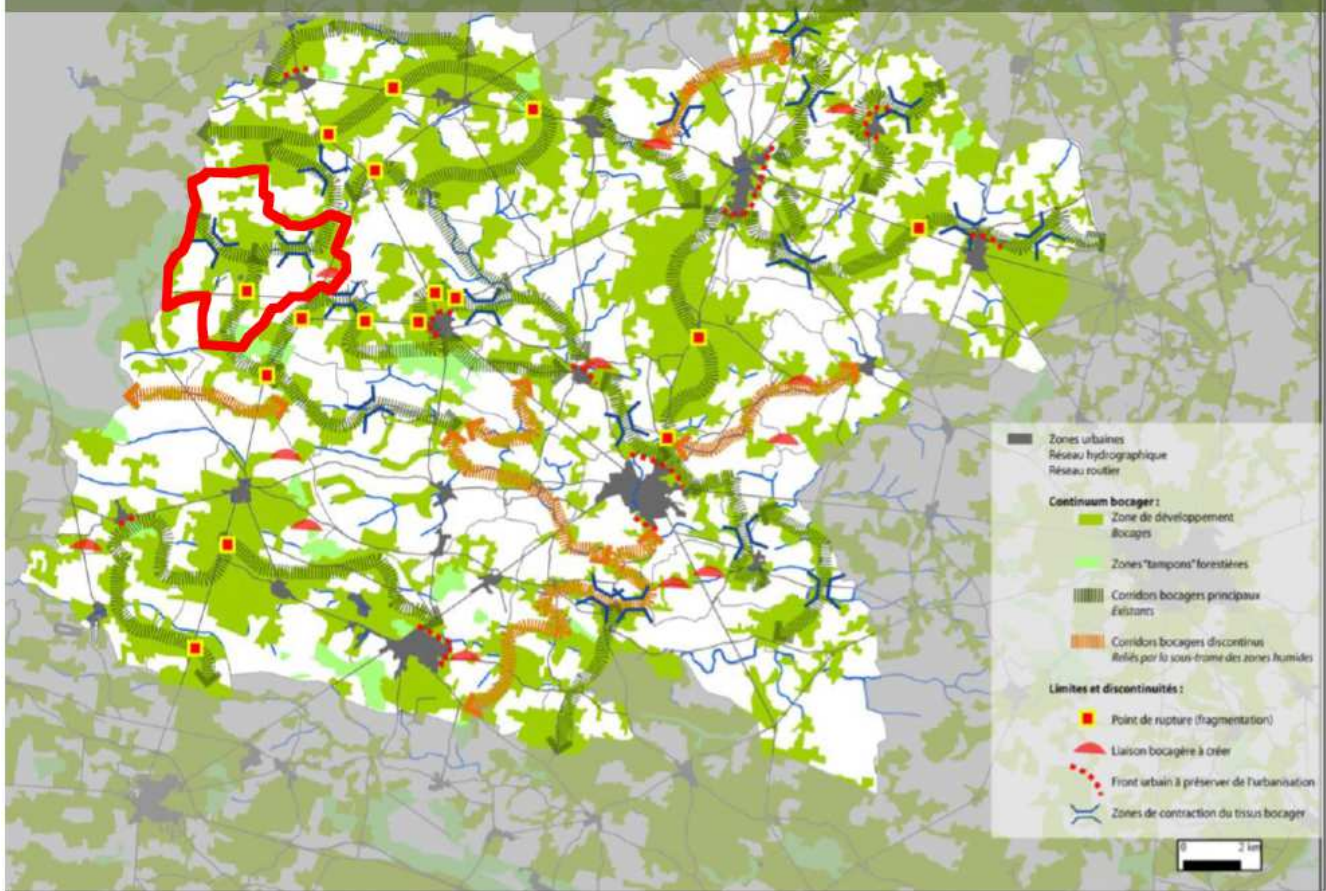 Zones urbaines
Réseau hydrographique
Réseau routier
Continuum bocager :
Zone de développement
Bocages
Zones "tampons" forestières
Corridors bocagers principaux
Existants
Corridors bocagers discontinus
Reliés par la sous-trame des zones humides
Limites et discontinuités :
Point de rupture (fragmentation)
Liaison bocagère à créer
Front urbain à préserver de l'urbanisation
Zones de contraction du tissus bocager
0 2 km